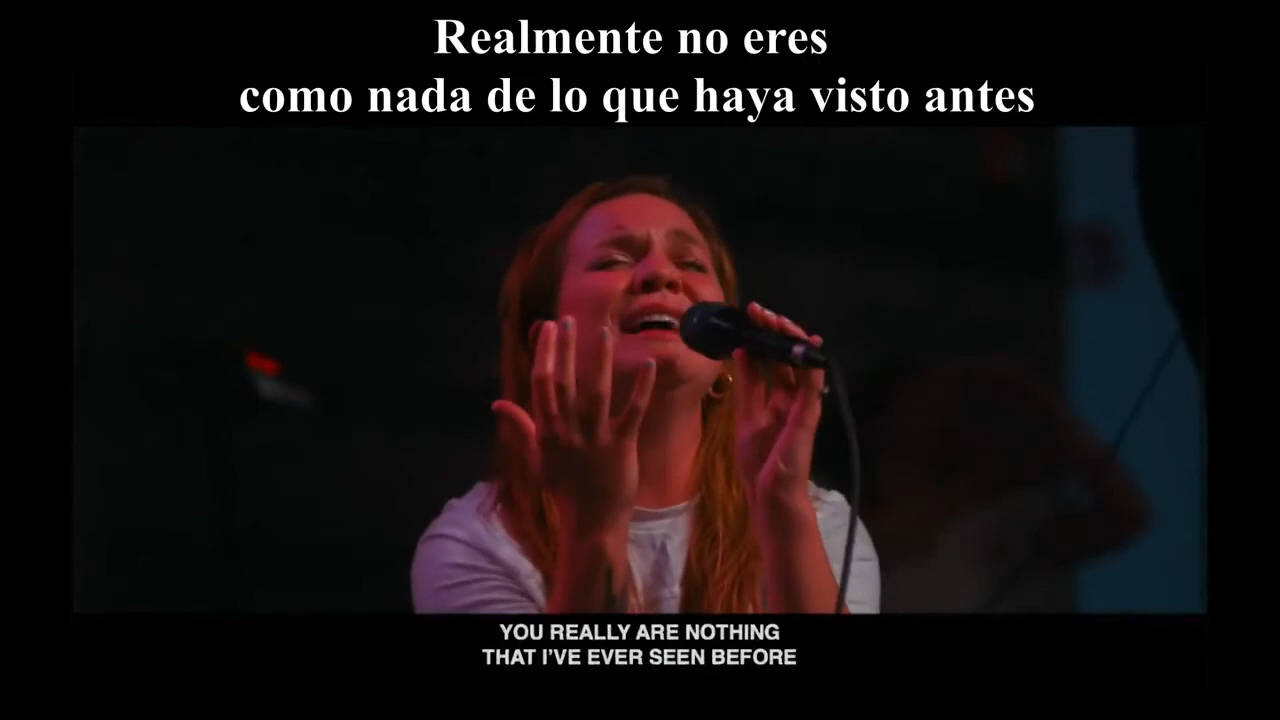 Realmente no eres
como nada de lo que haya visto antes
YOU REALLY ARE NOTHING
THAT I'VE EVER SEEN BEFORE